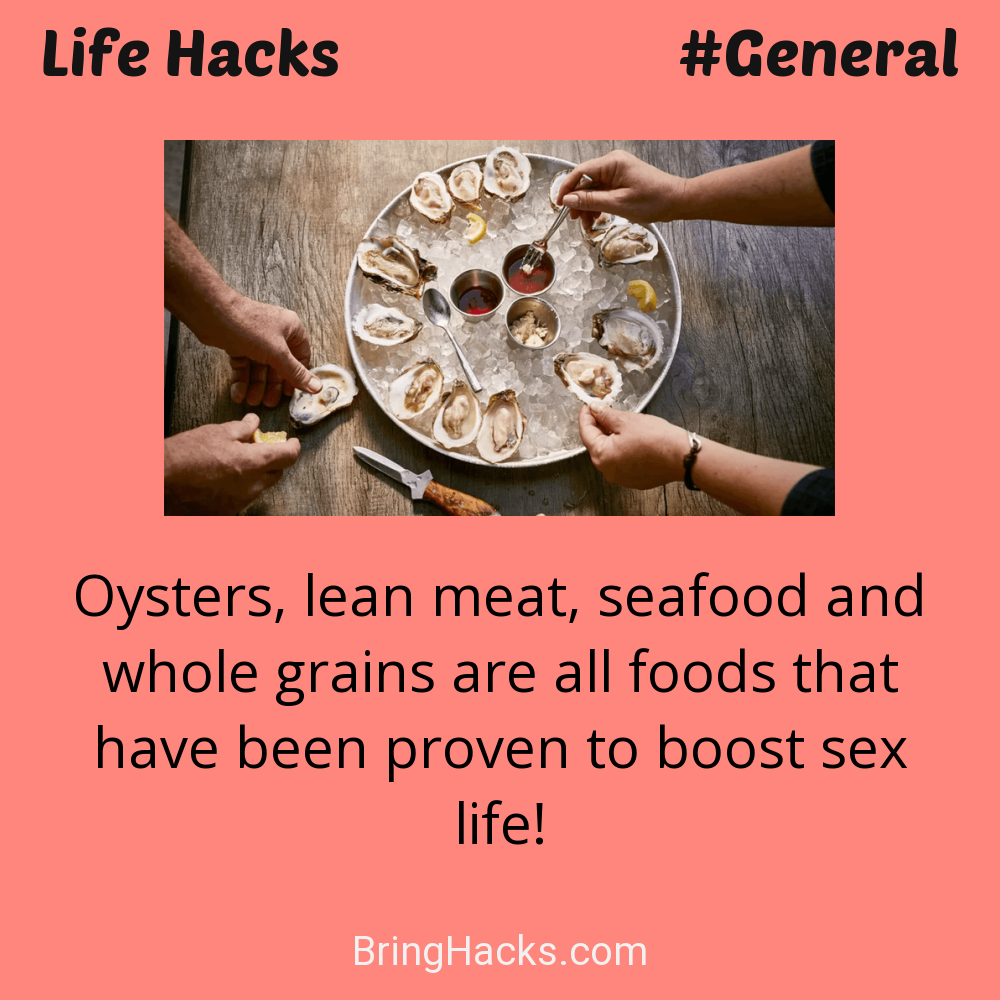 Life Hacks
#General
Oysters, lean meat, seafood and
whole grains are all foods that
have been proven to boost sex
life!
BringHacks.com